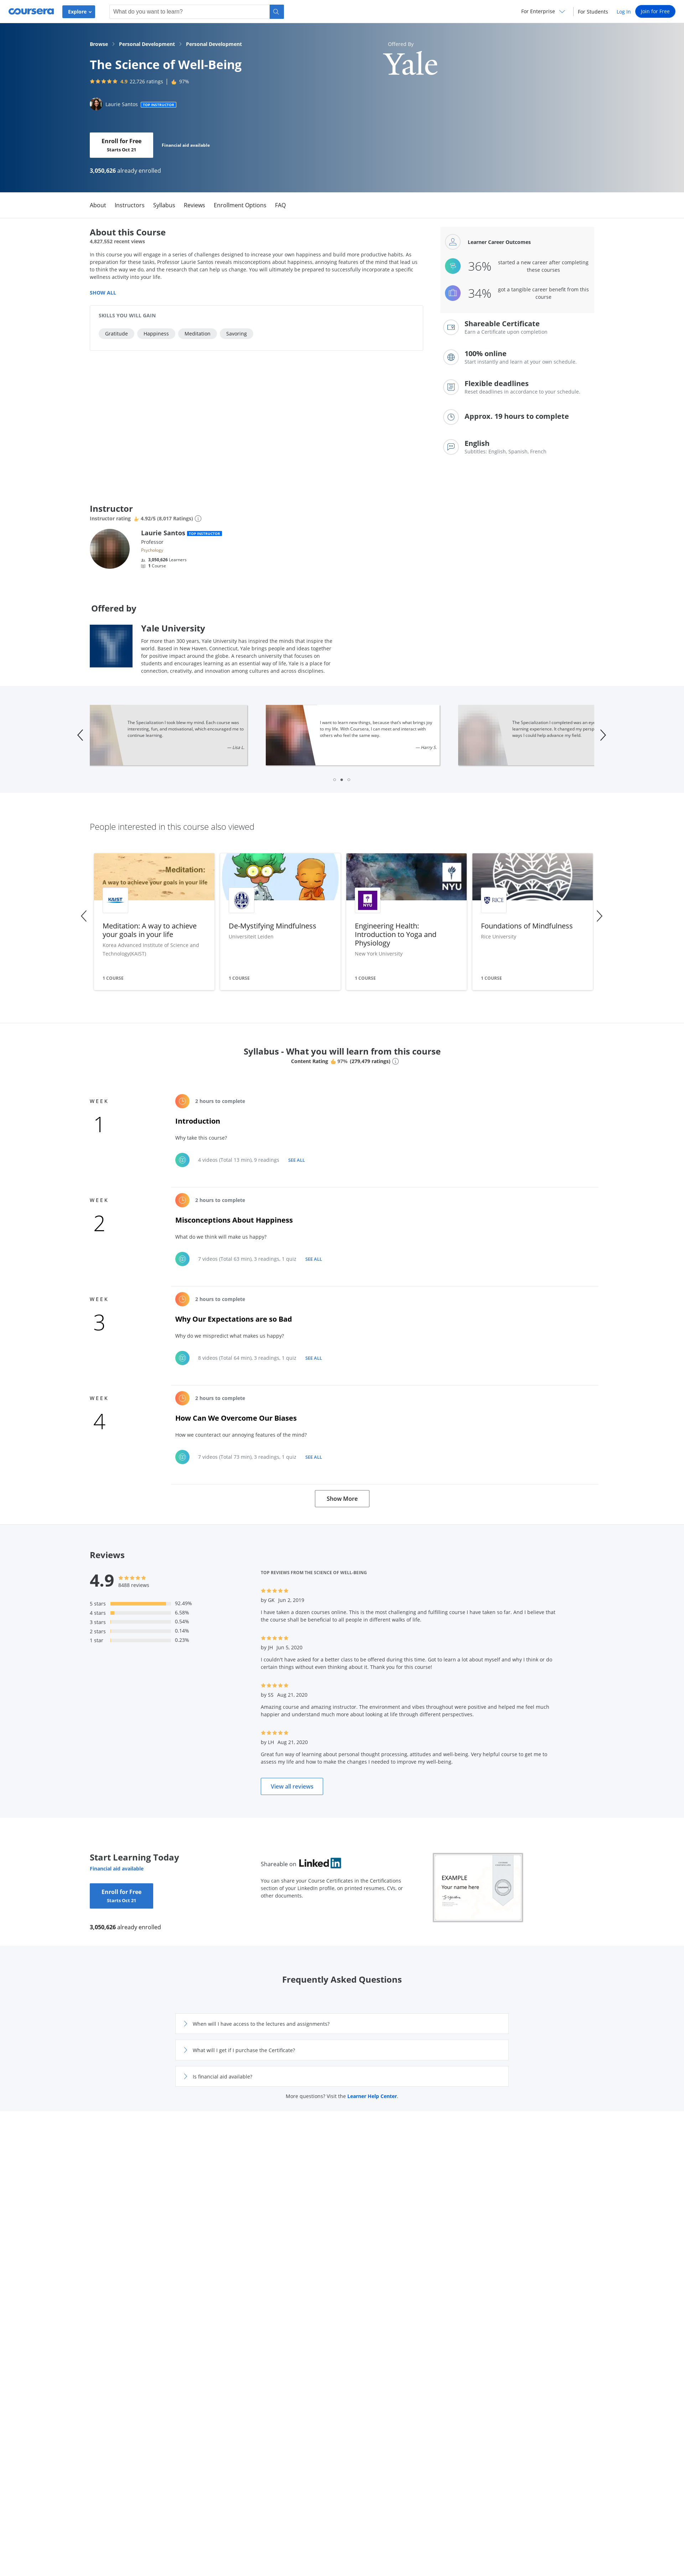 coursera
Explore
What do you want to learn?
For Enterprise
For Students
Log In
Join for Free
Browse > Personal Development > Personal Development
The Science of Well-Being
4.9 22,726 ratings | 97%
Laurie Santos TOP INSTRUCTOR
Enroll for Free
Starts Oct 21
Financial aid available
3,050,626 already enrolled
Offered By
Yale
About
Instructors
Syllabus
Reviews
Enrollment Options
FAQ
About this Course
4,827,552 recent views
In this course you will engage in a series of challenges designed to increase your own happiness and build more productive habits. As
preparation for these tasks, Professor Laurie Santos reveals misconceptions about happiness, annoying features of the mind that lead us
to think the way we do, and the research that can help us change. You will ultimately be prepared to successfully incorporate a specific
wellness activity into your life.
SHOW ALL
SKILLS YOU WILL GAIN
Gratitude
Happiness
Meditation
Savoring
Learner Career Outcomes
36%
started a new career after completing
these courses
34%
got a tangible career benefit from this
course
Shareable Certificate
Earn a Certificate upon completion
100% online
Start instantly and learn at your own schedule.
Flexible deadlines
Reset deadlines in accordance to your schedule.
Approx. 19 hours to complete
English
Subtitles: English, Spanish, French
Instructor
Instructor rating 4.92/5 (8,017 Ratings)
Laurie Santos TOP INSTRUCTOR
Professor
Psychology
3,050,626 Learners
1 Course
Offered by
Yale University
For more than 300 years, Yale University has inspired the minds that inspire the
world. Based in New Haven, Connecticut, Yale brings people and ideas together
for positive impact around the globe. A research university that focuses on
students and encourages learning as an essential way of life, Yale is a place for
connection, creativity, and innovation among cultures and across disciplines.
The Specialization I took blew my mind. Each course was
interesting, fun, and motivational, which encouraged me to
continue learning.
— Lisa L.
I want to learn new things, because that's what brings joy
to my life. With Coursera, I can meet and interact with
others who feel the same way.
— Harry S.
The Specialization I completed was an
learning experience. It changed my
ways I could help advance my field.
People interested in this course also viewed
Meditation:
A way to achieve your goals in your life
KAIST
Meditation: A way to achieve
your goals in your life
Korea Advanced Institute of Science and
Technology(KAIST)
1 COURSE
De-Mystifying Mindfulness
Universiteit Leiden
1 COURSE
NYU
NYU
Engineering Health:
Introduction to Yoga and
Physiology
New York University
1 COURSE
RICE
Foundations of Mindfulness
Rice University
1 COURSE
Syllabus - What you will learn from this course
Content Rating 97% (279,479 ratings)
WEEK
1
2 hours to complete
Introduction
Why take this course?
4 videos (Total 13 min), 9 readings SEE ALL
WEEK
2
2 hours to complete
Misconceptions About Happiness
What do we think will make us happy?
7 videos (Total 63 min), 3 readings, 1 quiz SEE ALL
WEEK
3
2 hours to complete
Why Our Expectations are so Bad
Why do we mispredict what makes us happy?
8 videos (Total 64 min), 3 readings, 1 quiz SEE ALL
WEEK
4
2 hours to complete
How Can We Overcome Our Biases
How we counteract our annoying features of the mind?
7 videos (Total 73 min), 3 readings, 1 quiz SEE ALL
Show More
Reviews
4.9
8488 reviews
5 stars 92.49%
4 stars 6.58%
3 stars 0.54%
2 stars 0.14%
1 star 0.23%
TOP REVIEWS FROM THE SCIENCE OF WELL-BEING
by GK Jun 2, 2019
I have taken a dozen courses online. This is the most challenging and fulfilling course I have taken so far. And I believe that
the course shall be beneficial to all people in different walks of life.
by JH Jun 5, 2020
I couldn't have asked for a better class to be offered during this time. Got to learn a lot about myself and why I think or do
certain things without even thinking about it. Thank you for this course!
by SS Aug 21, 2020
Amazing course and amazing instructor. The environment and vibes throughout were positive and helped me feel much
happier and understand much more about looking at life through different perspectives.
by LH Aug 21, 2020
Great fun way of learning about personal thought processing, attitudes and well-being. Very helpful course to get me to
assess my life and how to make the changes I needed to improve my well-being.
View all reviews
Start Learning Today
Financial aid available
Enroll for Free
Starts Oct 21
3,050,626 already enrolled
Shareable on LinkedIn
You can share your Course Certificates in the Certifications
section of your LinkedIn profile, on printed resumes, CVs, or
other documents.
EXAMPLE
Your name here
Frequently Asked Questions
When will I have access to the lectures and assignments?
What will I get if I purchase the Certificate?
Is financial aid available?
More questions? Visit the Learner Help Center.